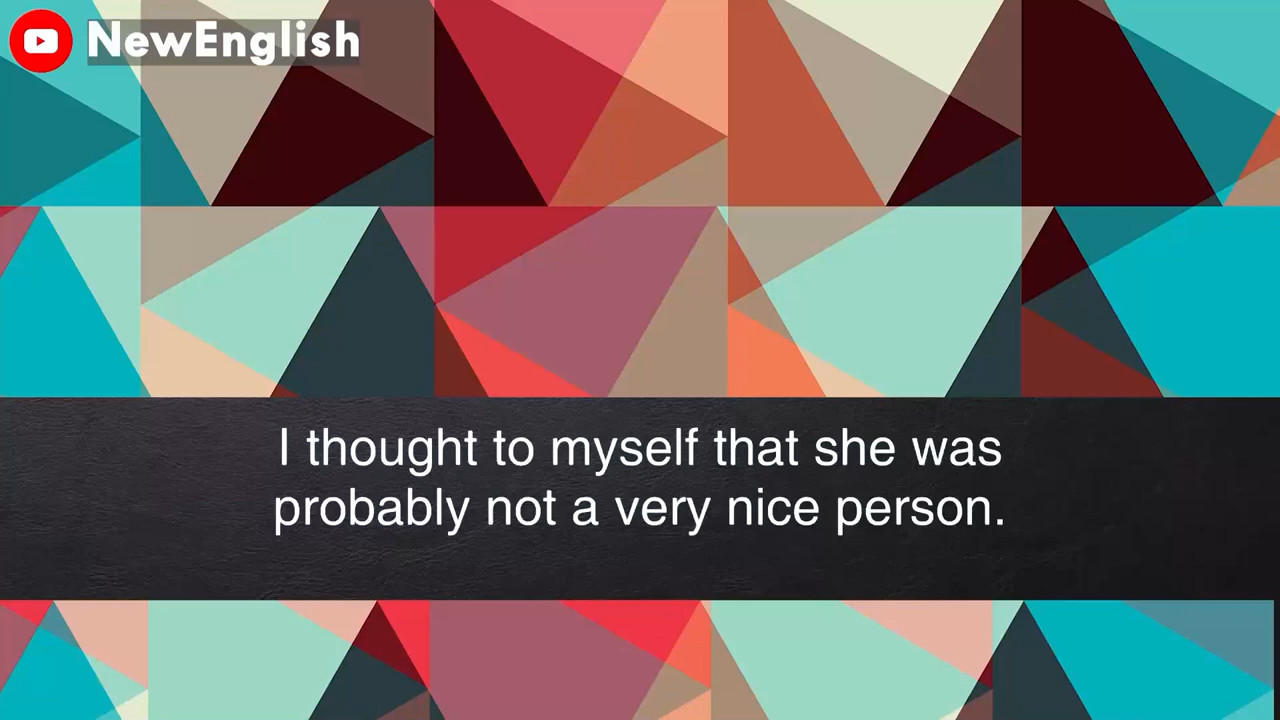 NewEnglish
I thought to myself that she was
probably not a very nice person.